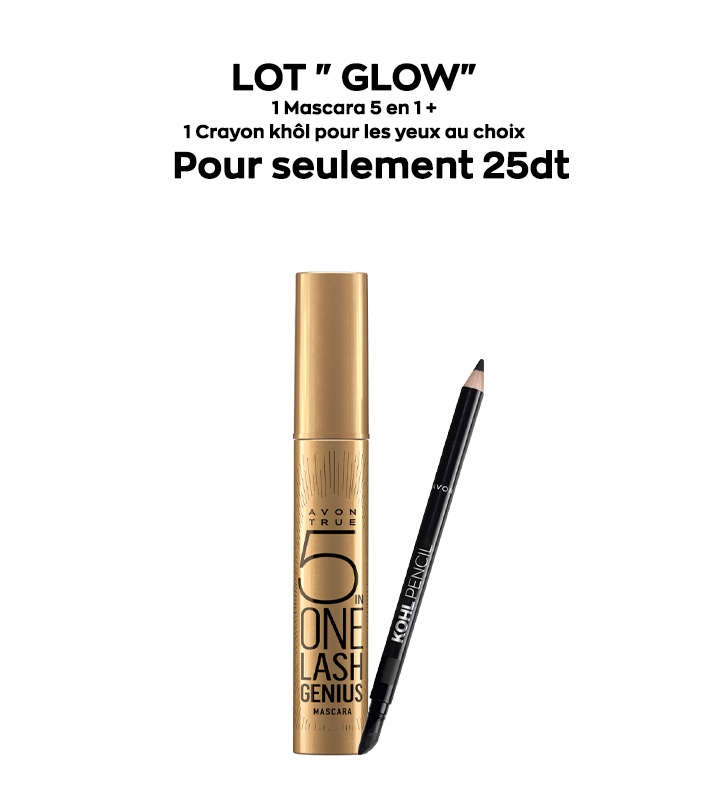 LOT " GLOW"
1 Mascara 5 en 1 +
1 Crayon khôl pour les yeux au choix
Pour seulement 25dt
AVON
TRUE
5
IN
ONE
LASH
GENIUS
MASCARA
AVON
KOHL PENCIL